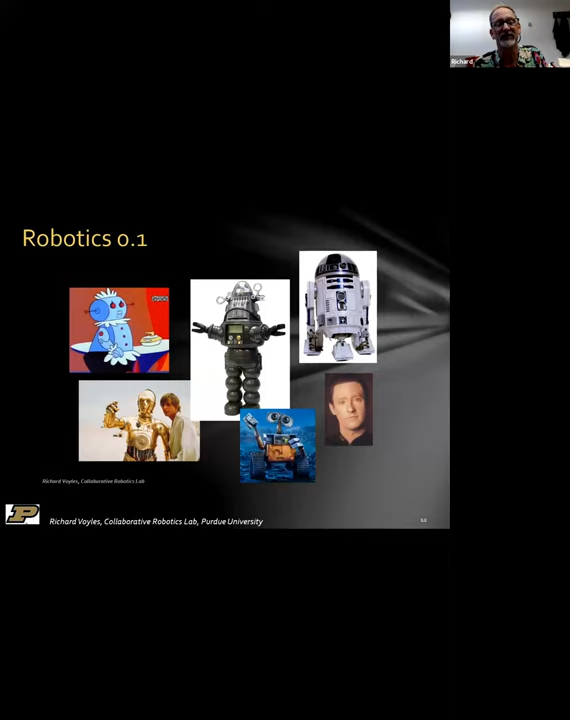 Richard
Robotics 0.1
Richard Voyles, Collaborative Robotics Lab
P
Richard Voyles, Collaborative Robotics Lab, Purdue University